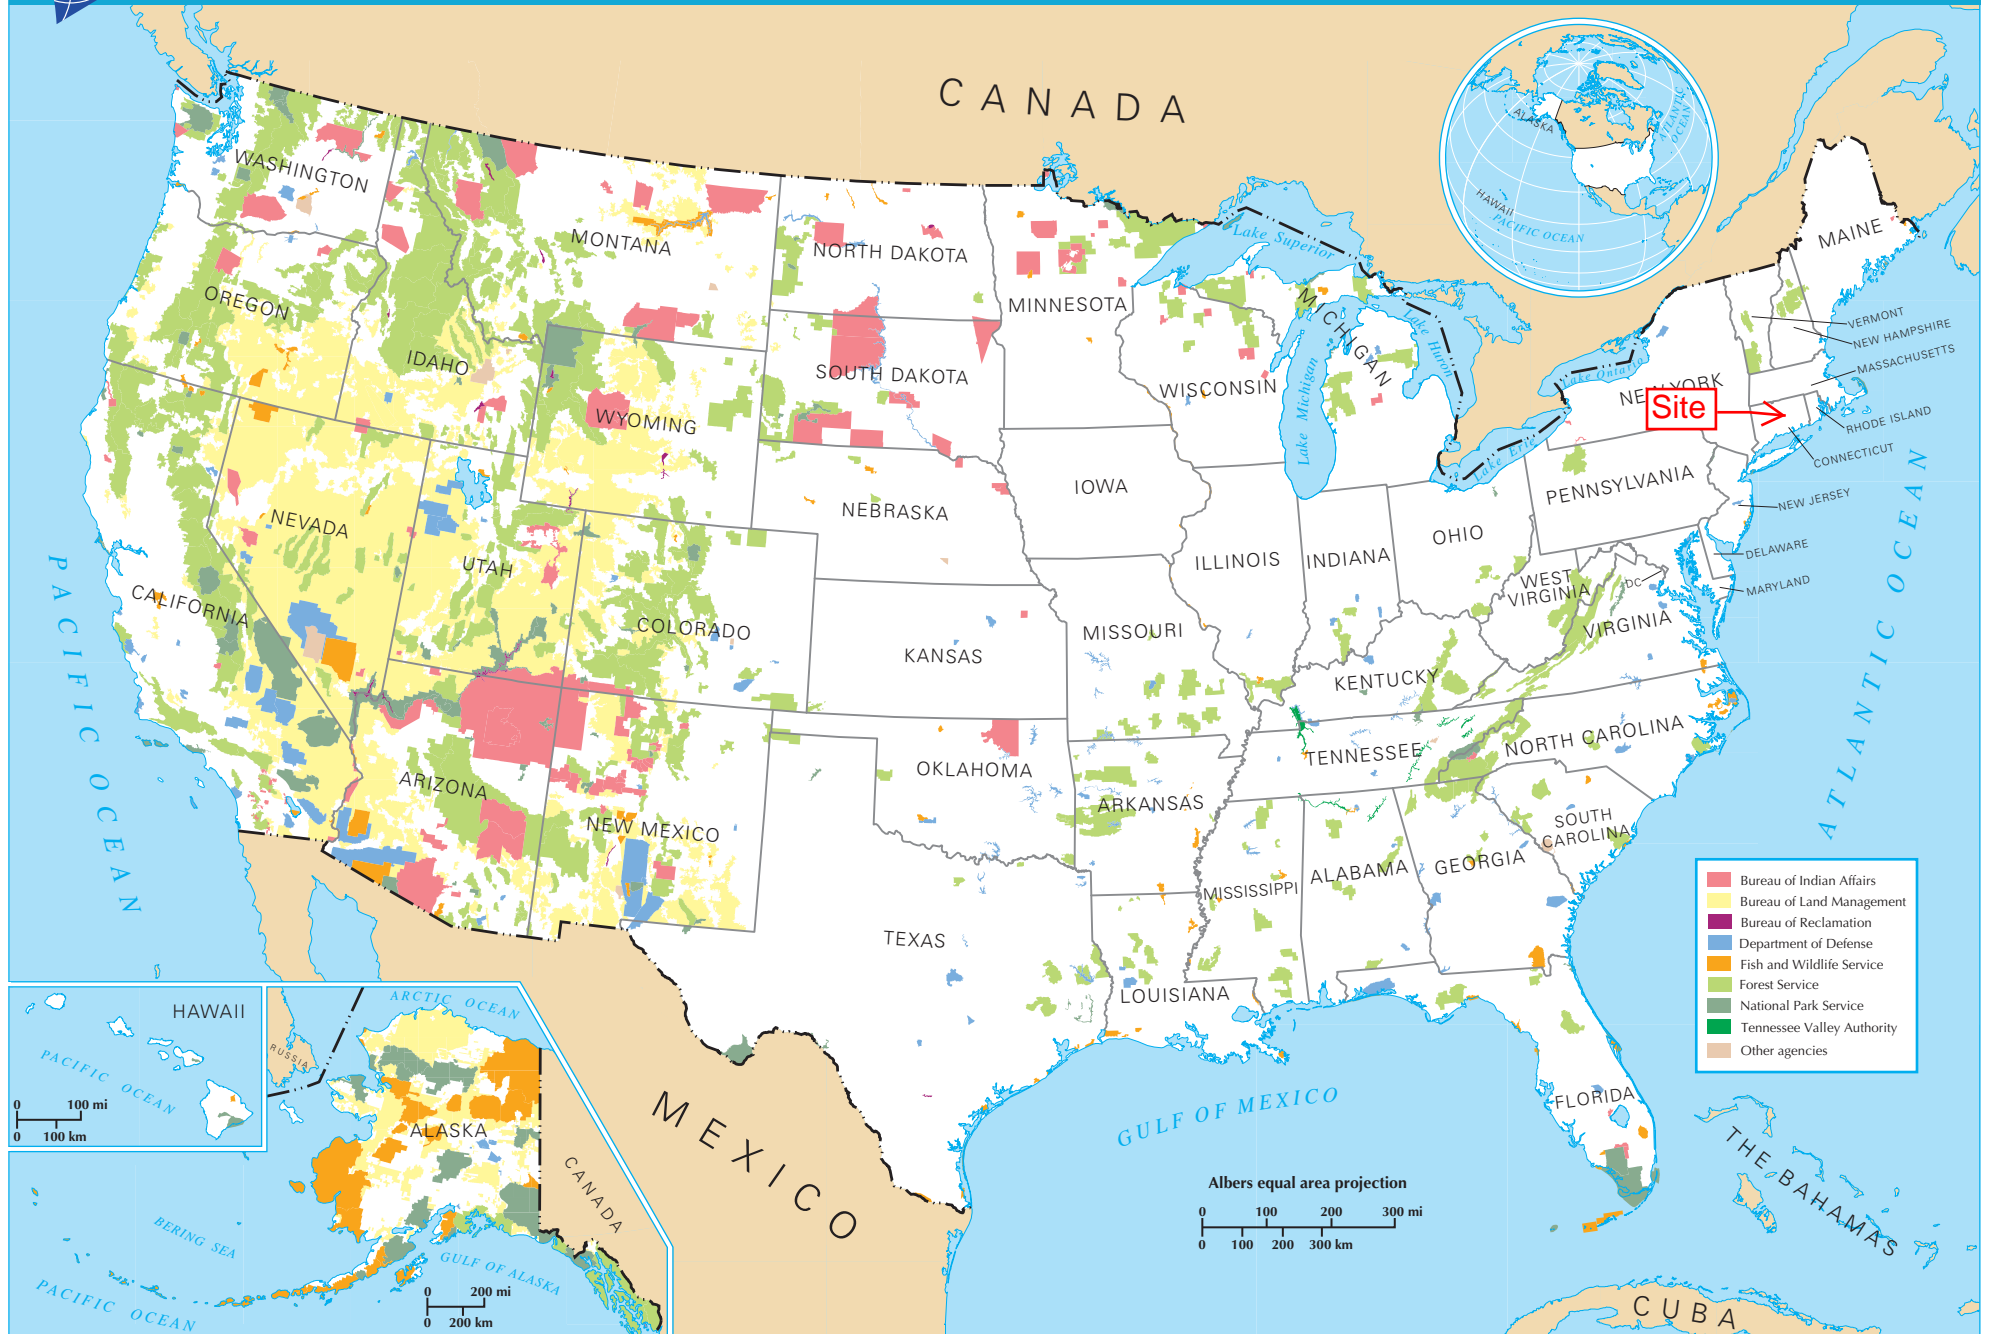 CANADA
ALASKA
HAWAII
PACIFIC OCEAN
ATLANTIC
OCEAN
WASHINGTON
MONTANA
NORTH DAKOTA
MINNESOTA
Lake Superior
MAINE
OREGON
IDAHO
WYOMING
SOUTH DAKOTA
WISCONSIN
MICHIGAN
Lake Michigan
Lake Huron
Lake Ontario
Lake Erie
NEW YORK
Site
VERMONT
NEW HAMPSHIRE
MASSACHUSETTS
RHODE ISLAND
CONNECTICUT
NEW JERSEY
DELAWARE
MARYLAND
DC
PENNSYLVANIA
NEVADA
UTAH
CALIFORNIA
COLORADO
NEBRASKA
IOWA
ILLINOIS
INDIANA
OHIO
WEST
VIRGINIA
VIRGINIA
KANSAS
MISSOURI
KENTUCKY
ARIZONA
NEW MEXICO
OKLAHOMA
ARKANSAS
TENNESSEE
NORTH CAROLINA
SOUTH
CAROLINA
TEXAS
LOUISIANA
MISSISSIPPI
ALABAMA
GEORGIA
FLORIDA
PACIFIC OCEAN
ATLANTIC OCEAN
GULF OF MEXICO
MEXICO
THE BAHAMAS
CUBA
Bureau of Indian Affairs
Bureau of Land Management
Bureau of Reclamation
Department of Defense
Fish and Wildlife Service
Forest Service
National Park Service
Tennessee Valley Authority
Other agencies
Albers equal area projection
0 100 200 300 mi
0 100 200 300 km
HAWAII
PACIFIC OCEAN
0 100 mi
0 100 km
ARCTIC OCEAN
RUSSIA
ALASKA
CANADA
BERING SEA
GULF OF ALASKA
PACIFIC OCEAN
0 200 mi
0 200 km